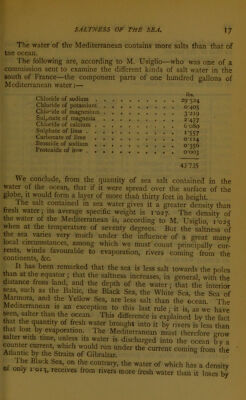 SALTNESS OF THE SEA. 17
The water of the Mediterranean contains more salts than that of
the ocean.
The following are, according to M. Usiglio—who was one of a
commission sent to examine the different kinds of salt water in the
south of France—the component parts of one hundred gallons of
Mediterranean water :—
lbs.
Chloride of sodium . . . . . . . . 29·524
Chloride of potassium . . . . . . . 0·405
Chloride of magnesium . . . . . . . 3·219
Sulphate of magnesia . . . . . . . 2·477
Chloride of calcium . . . . . . .
Sulphate of lime . . . . . . . . 1·357
Carbonate of lime . . . . . . . . 0·114
Bromide of sodium . . . . . . . 0·556
Protoxide of iron . . . . . . . . 0·003
43·735
We conclude, from the quantity of sea salt contained in the
water of the ocean, that if it were spread over the surface of the
globe, it would form a layer of more than thirty feet in height.
The salt contained in sea water gives it a greater density than
fresh water; its average specific weight is 1·027. The density of
the water of the Mediterranean is, according to M. Usiglio, 1·025
when at the temperature of seventy degrees. But the saltness of
the sea varies very much under the influence of a great many
local circumstances, among which we must count principally cur-
rents, winds favourable to evaporation, rivers coming from the
continents, &c.
It has been remarked that the sea is less salt towards the poles
than at the equator; that the saltness increases, in general, with the
distance from land, and the depth of the water; that the interior
seas, such as the Baltic, the Black Sea, the White Sea, the Sea of
Marmora, and the Yellow Sea, are less salt than the ocean. The
Mediterranean is an exception to this last rule; it is, as we have
seen, salter than the ocean. This difference is explained by the fact
that the quantity of fresh water brought into it by rivers is less than
that lost by evaporation. The Mediterranean must therefore grow
salter with time, unless its water is discharged into the ocean by a
counter current, which would run under the current coming from the
Atlantic by the Straits of Gibraltar.
The Black Sea, on the contrary, the water of which has a density
of only 1·013, receives from rivers more fresh water than it loses by